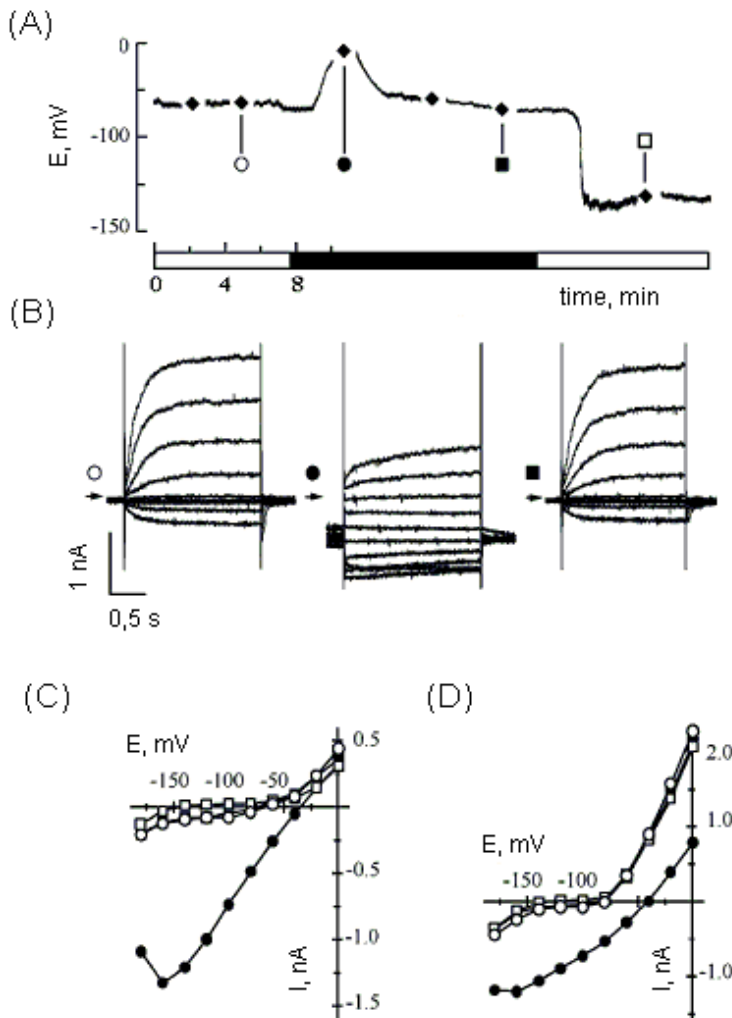 (A)
0
E, mV
-100
-150
0 4 8
time, min
(B)
1 nA
0,5 s
(C)
(D)
E, mV
-150 -100 -50
0.5
-0.5
-1.0
-1.5
I, nA
E, mV
-150 -100
2.0
1.0
-1.0
I, nA